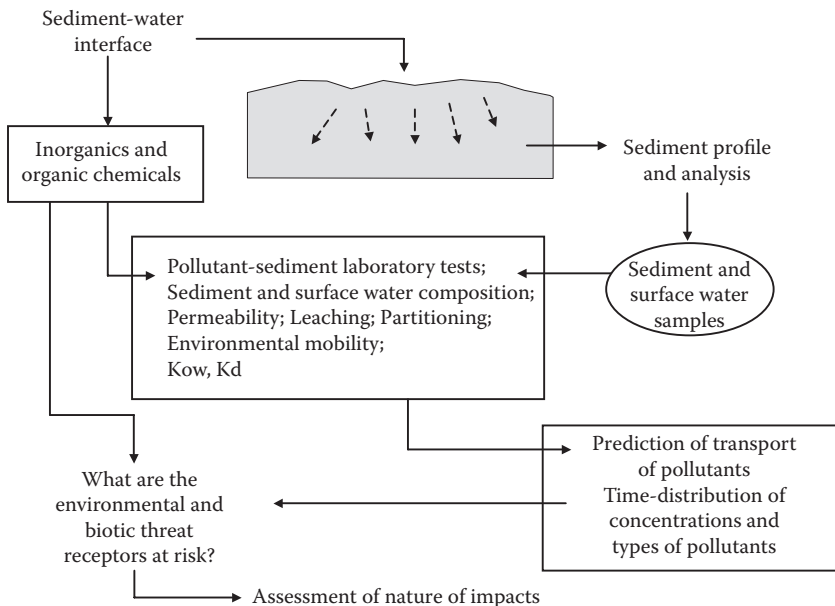 Sediment-water
interface
Inorganics and
organic chemicals
Sediment profile
and analysis
Pollutant-sediment laboratory tests;
Sediment and surface water composition;
Permeability; Leaching; Partitioning;
Environmental mobility;
Kow, Kd
Sediment and
surface water
samples
Prediction of transport
of pollutants
Time-distribution of
concentrations and
types of pollutants
What are the
environmental and
biotic threat
receptors at risk?
Assessment of nature of impacts